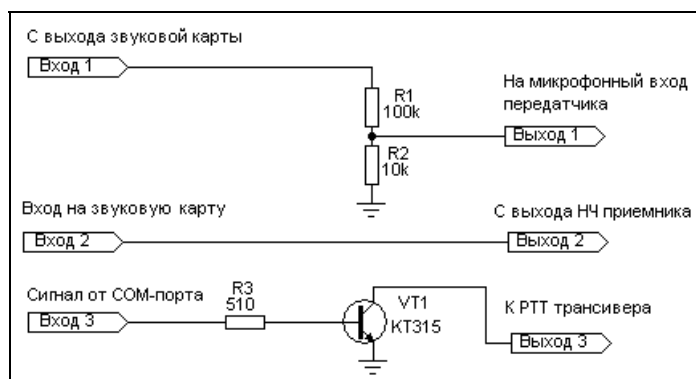 С выхода звуковой карты
Вход 1
R1
100k
На микрофонный вход
передатчика
Выход 1
R2
10k
Вход на звуковую карту
С выхода НЧ приемника
Вход 2
Выход 2
Сигнал от COM-порта
R3
510
VT1
КТ315
К РТТ трансивера
Вход 3
Выход 3